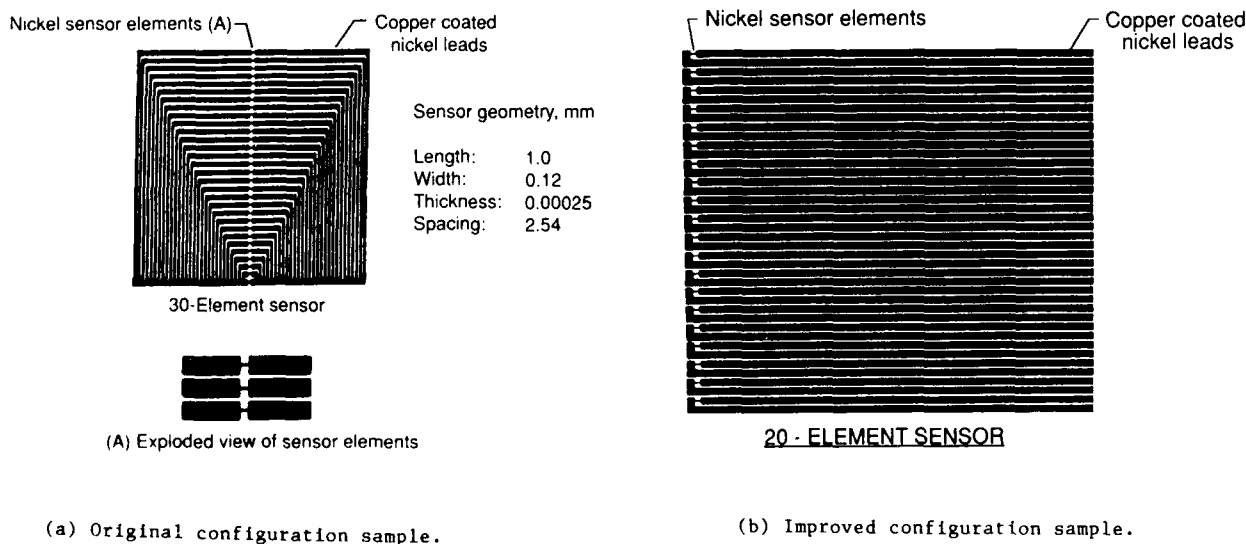 Nickel sensor elements (A)
Copper coated
nickel leads
Sensor geometry, mm
Length: 1.0
Width: 0.12
Thickness: 0.00025
Spacing: 2.54
30-Element sensor
(A) Exploded view of sensor elements
(a) Original configuration sample.
Nickel sensor elements
Copper coated
nickel leads
20 - ELEMENT SENSOR
(b) Improved configuration sample.